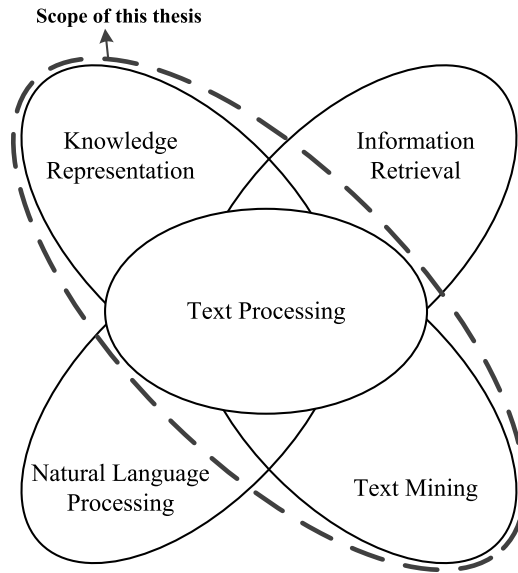 Scope of this thesis
Knowledge
Representation
Information
Retrieval
Text Processing
Natural Language
Processing
Text Mining